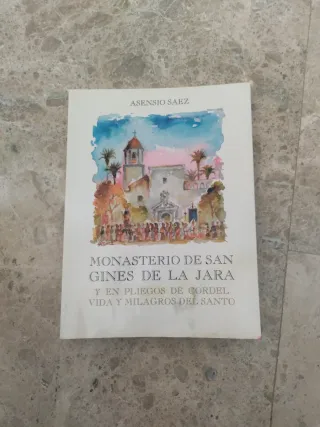 ASENSIO SAEZ
MONASTERIO DE SAN
GINES DE LA JARA
Y EN PLIEGOS DE CORDEL,
VIDA Y MILAGROS DEL SANTO